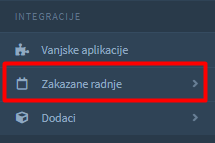 INTEGRACIJE
Vanjske aplikacije
Zakazane radnje
Dodaci